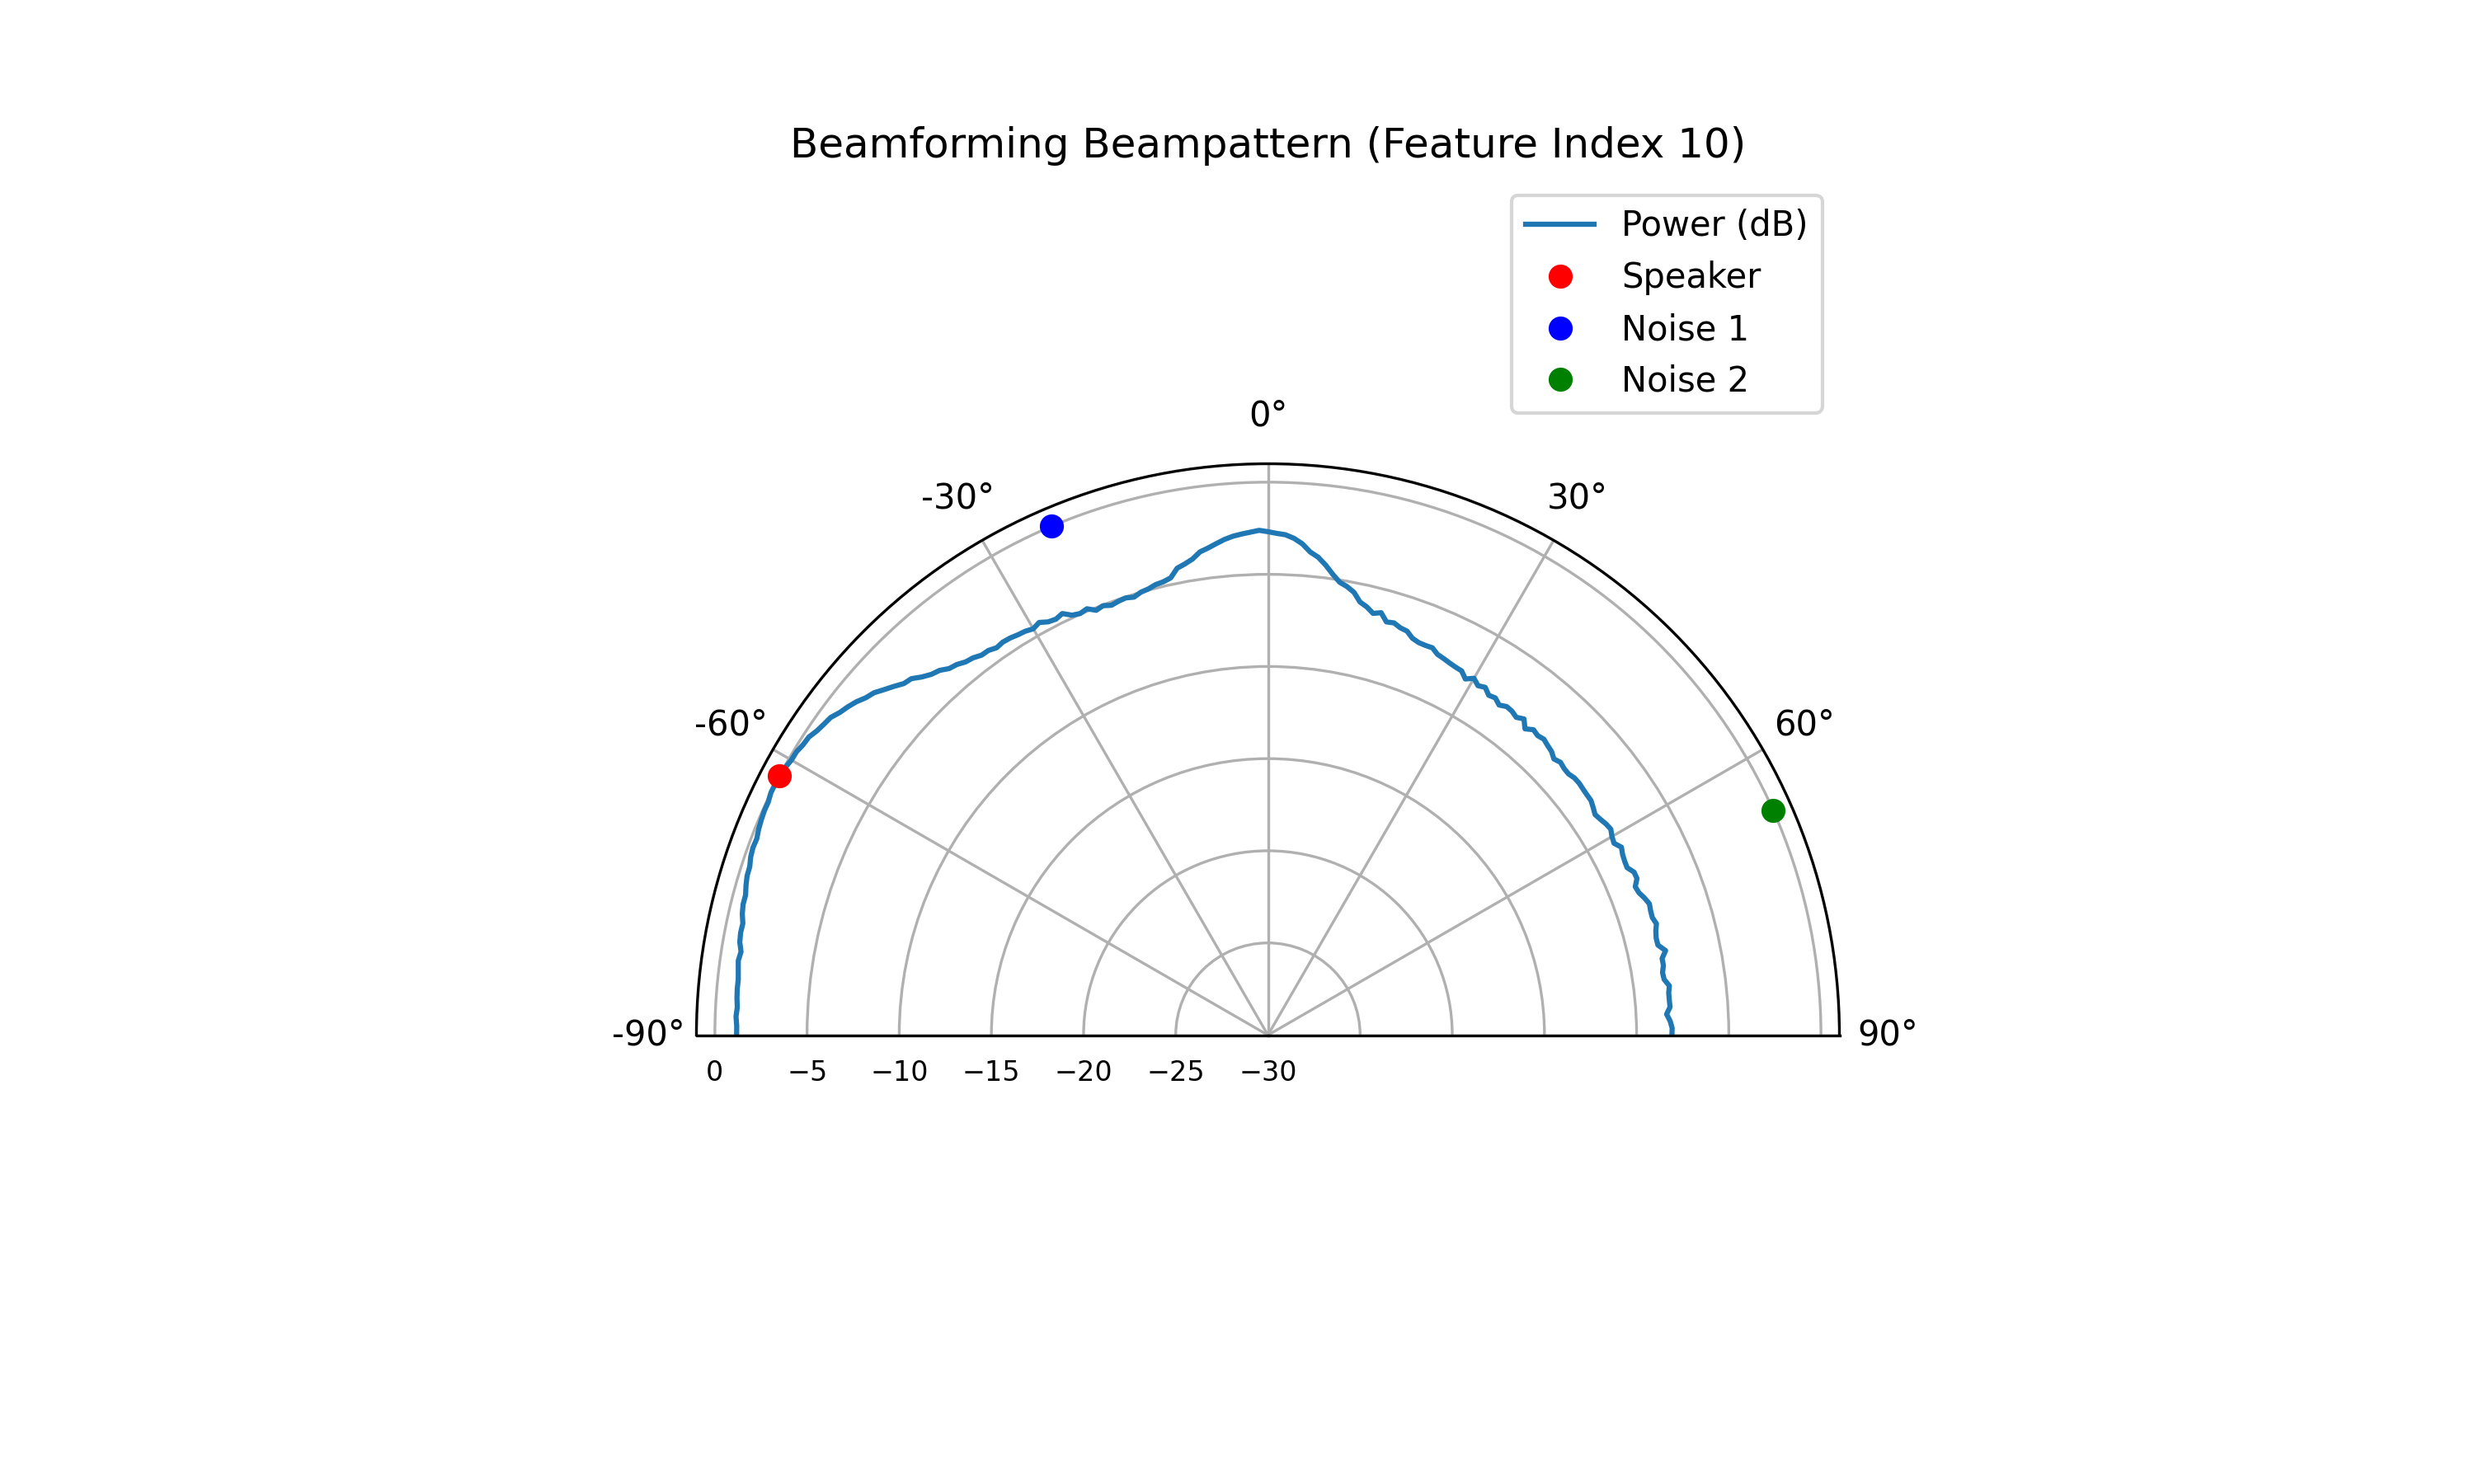 Beamforming Beampattern (Feature Index 10)
Power (dB)
Speaker
Noise 1
Noise 2
0°
-30°
30°
-60°
60°
-90°
90°
0 −5 −10 −15 −20 −25 −30